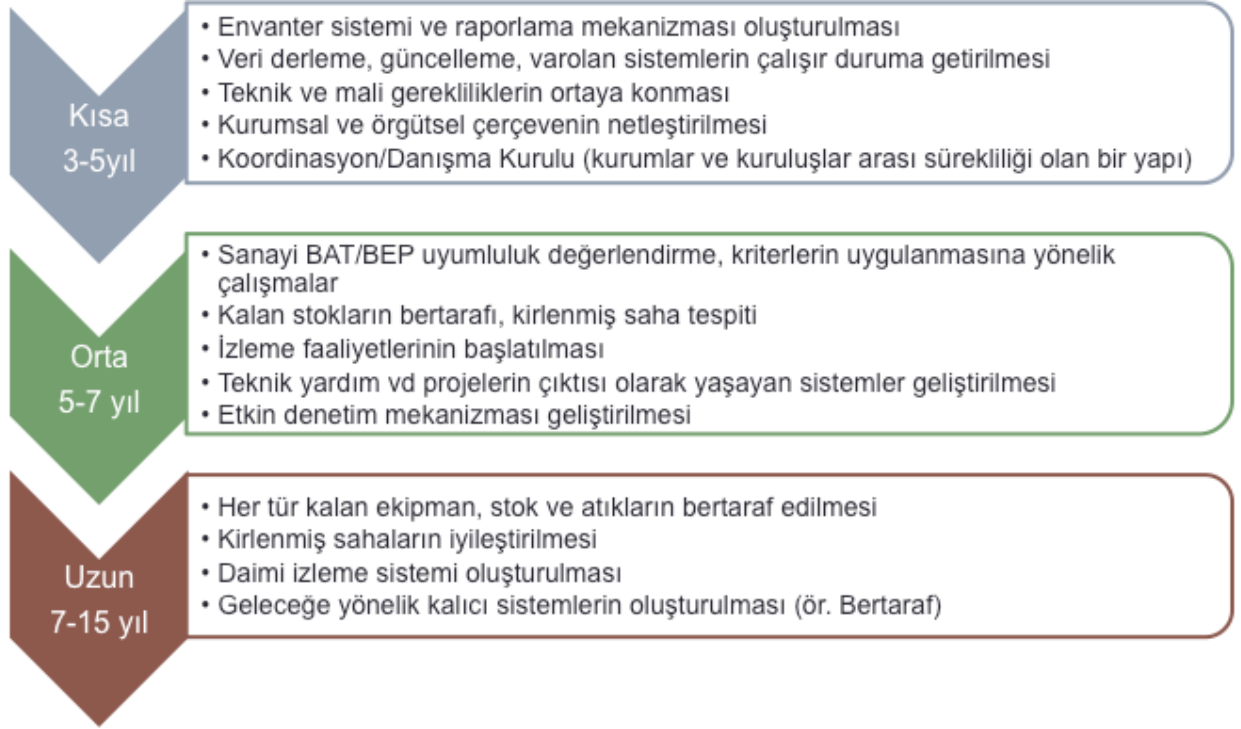 Kısa
3-5yıl
• Envanter sistemi ve raporlama mekanizması oluşturulması
• Veri derleme, güncelleme, varolan sistemlerin çalışır duruma getirilmesi
• Teknik ve mali gerekliliklerin ortaya konması
• Kurumsal ve örgütsel çerçevenin netleştirilmesi
• Koordinasyon/Danışma Kurulu (kurumlar ve kuruluşlar arası sürekliliği olan bir yapı)
Orta
5-7 yıl
• Sanayi BAT/BEP uyumluluk değerlendirme, kriterlerin uygulanmasına yönelik
çalışmalar
• Kalan stokların bertarafı, kirlenmiş saha tespiti
• İzleme faaliyetlerinin başlatılması
• Teknik yardım vd projelerin çıktısı olarak yaşayan sistemler geliştirilmesi
• Etkin denetim mekanizması geliştirilmesi
Uzun
7-15 yıl
• Her tür kalan ekipman, stok ve atıkların bertaraf edilmesi
• Kirlenmiş sahaların iyileştirilmesi
• Daimi izleme sistemi oluşturulması
• Geleceğe yönelik kalıcı sistemlerin oluşturulması (ör. Bertaraf)